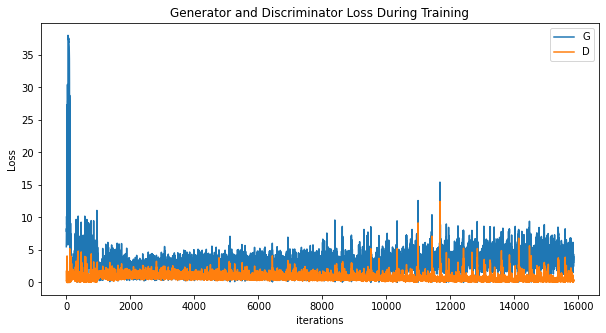 Generator and Discriminator Loss During Training
G
D
35
30
25
20
15
10
5
0
Loss
0 2000 4000 6000 8000 10000 12000 14000 16000
iterations